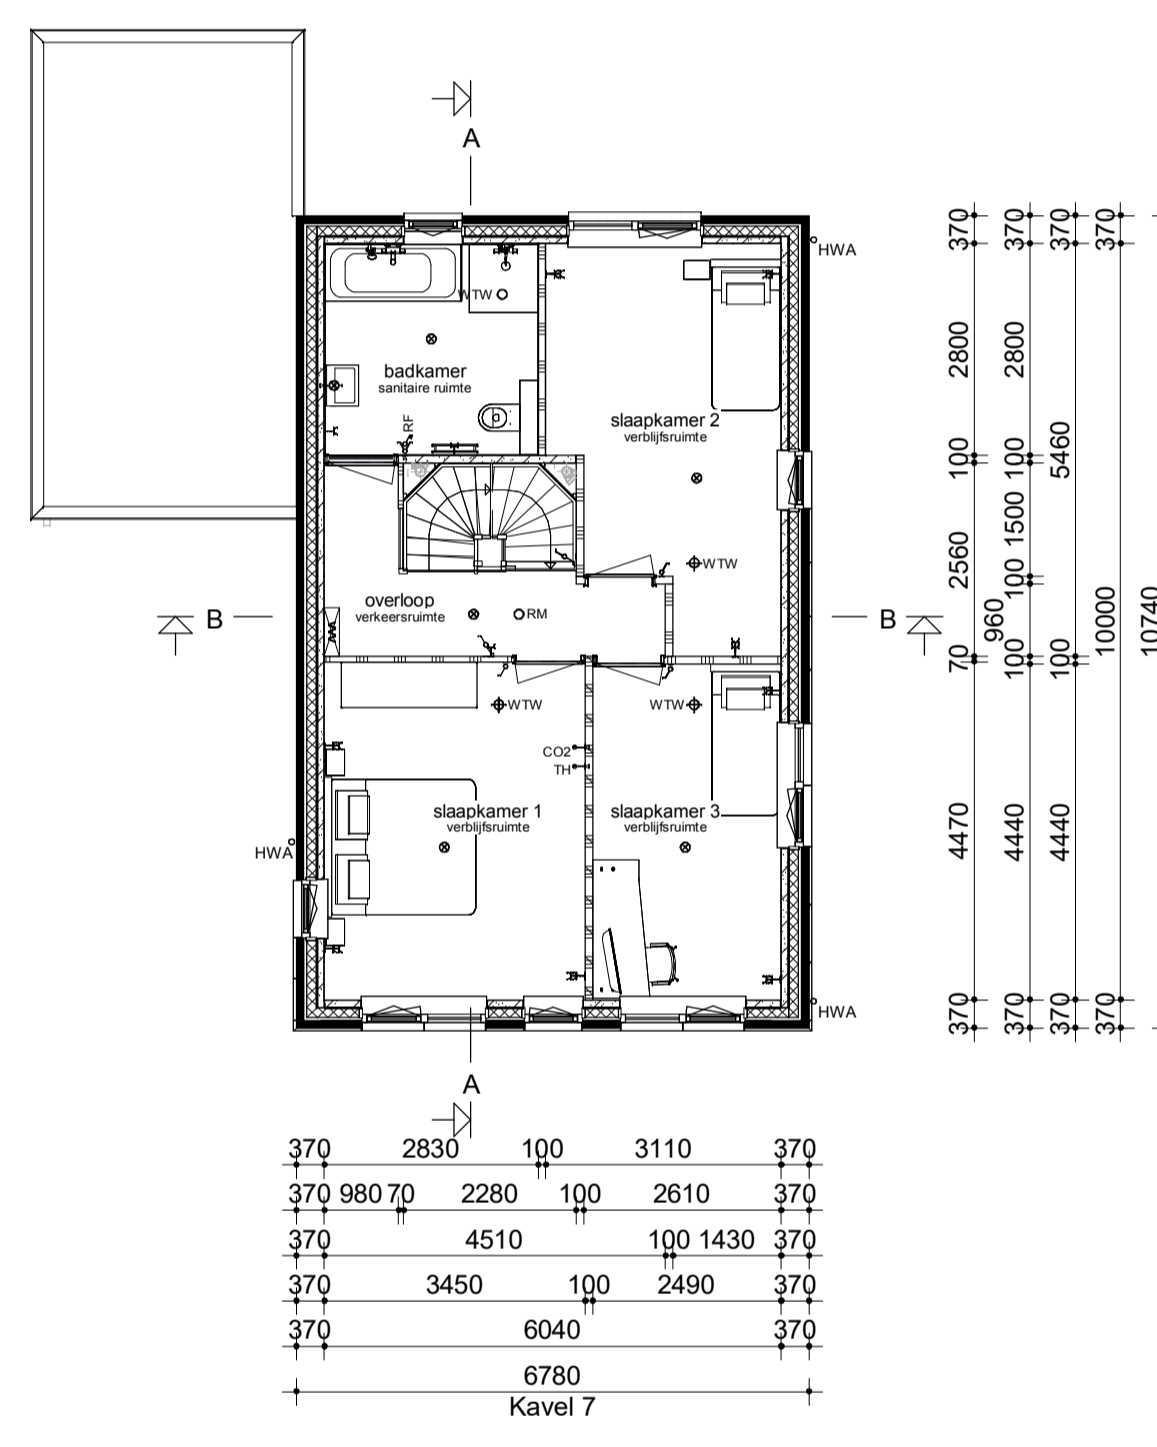 A
HWA
WTW
badkamer
sanitaire ruimte
RF
slaapkamer 2
verblijfsruimte
WTW
overloop
verkeersruimte
RM
B
B
WTW
WTW
CO2
TH
slaapkamer 1
verblijfsruimte
slaapkamer 3
verblijfsruimte
HWA
HWA
A
370 2800 100 2560 70 4470 370
370 2800 100 1500 100 960 100 4440 370
370 5460 100 4440 370
370 10000 370
10740
370 2830 100 3110 370
370 980 70 2280 100 2610 370
370 4510 100 1430 370
370 3450 100 2490 370
370 6040 370
6780
Kavel 7